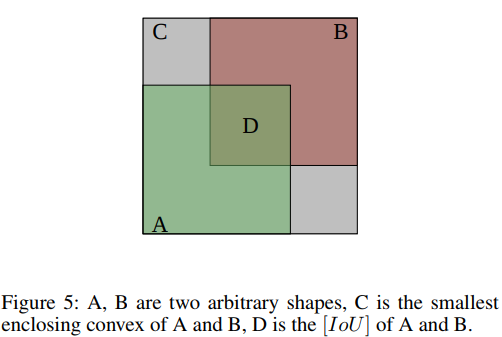 C
B
D
A
Figure 5: A, B are two arbitrary shapes, C is the smallest
enclosing convex of A and B, D is the [IoU] of A and B.